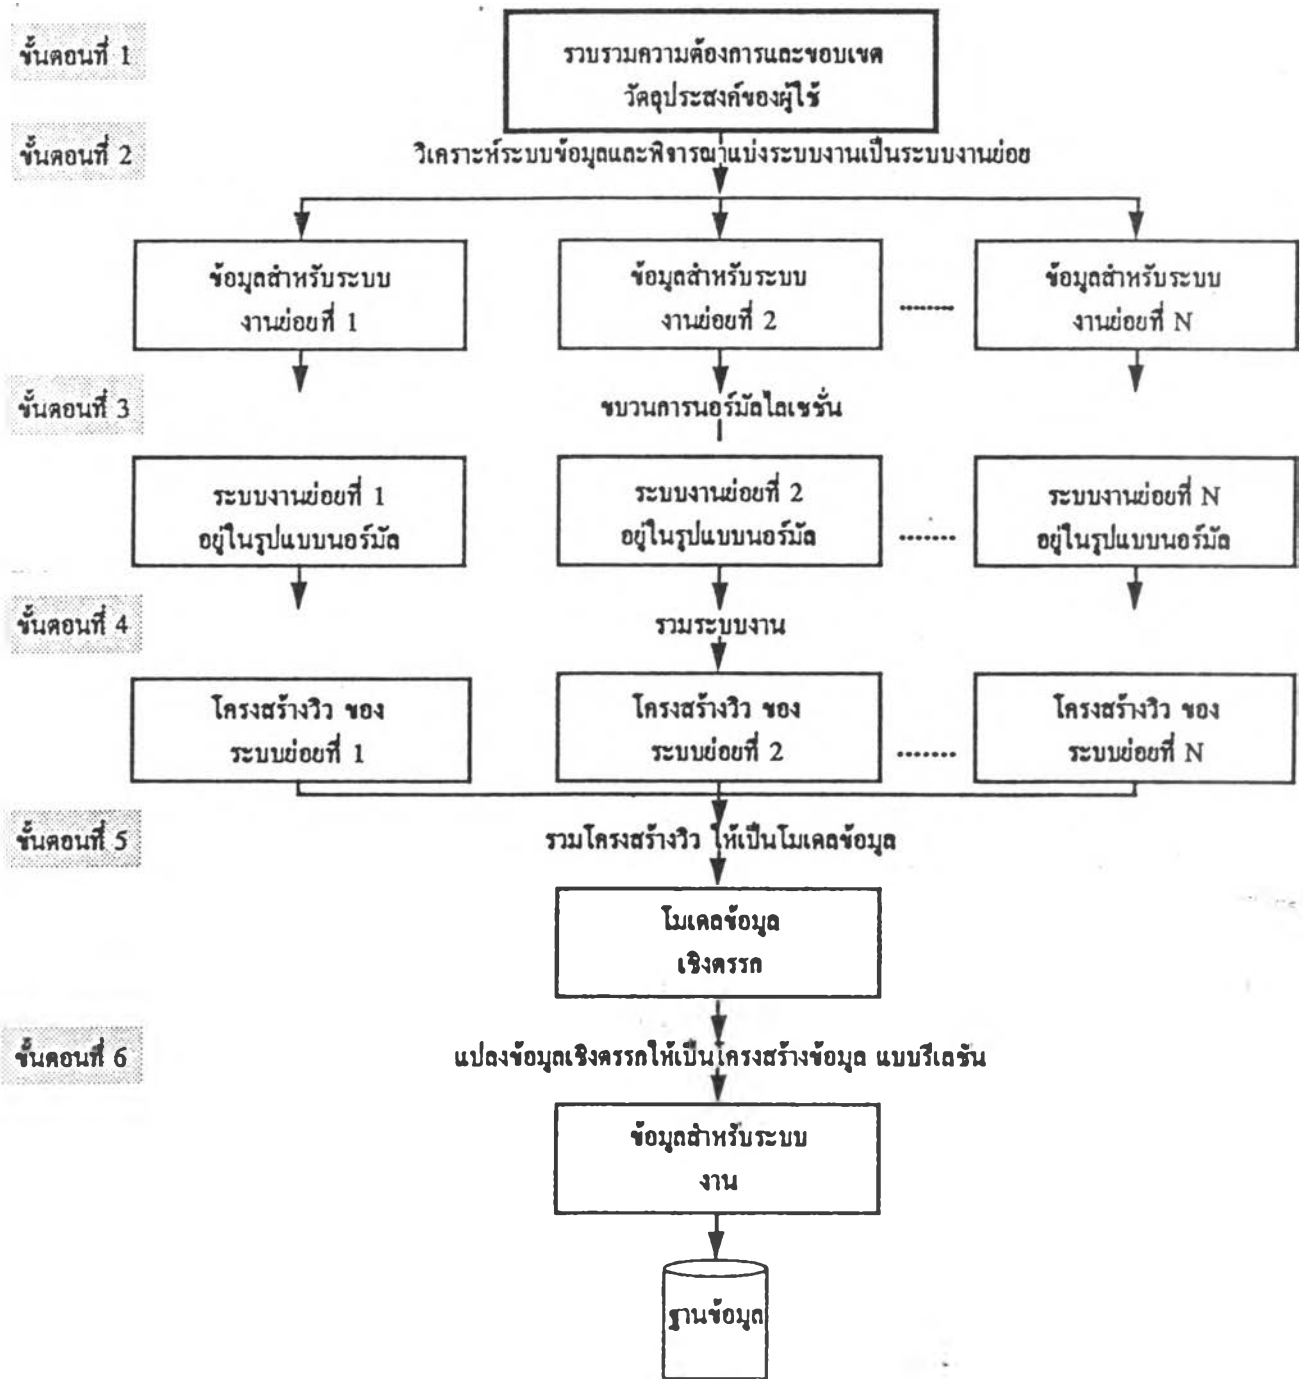 ขั้นตอนที่ 1
รวบรวมความต้องการและขอบเขต
วัตถุประสงค์ของผู้ใช้
ขั้นตอนที่ 2
วิเคราะห์ระบบข้อมูลและพิจารณาแบ่งระบบงานเป็นระบบงานย่อย
ข้อมูลสำหรับระบบ
งานย่อยที่ 1
ข้อมูลสำหรับระบบ
งานย่อยที่ 2
........
ข้อมูลสำหรับระบบ
งานย่อยที่ N
ขั้นตอนที่ 3
ขบวนการนอร์มัลไลเซชั่น
ระบบงานย่อยที่ 1
อยู่ในรูปแบบนอร์มัล
ระบบงานย่อยที่ 2
อยู่ในรูปแบบนอร์มัล
........
ระบบงานย่อยที่ N
อยู่ในรูปแบบนอร์มัล
ขั้นตอนที่ 4
รวมระบบงาน
โครงสร้างวิว ของ
ระบบย่อยที่ 1
โครงสร้างวิว ของ
ระบบย่อยที่ 2
........
โครงสร้างวิว ของ
ระบบย่อยที่ N
ขั้นตอนที่ 5
รวมโครงสร้างวิว ให้เป็นโมเดลข้อมูล
โมเดลข้อมูล
เชิงตรรก
ขั้นตอนที่ 6
แปลงข้อมูลเชิงตรรกให้เป็นโครงสร้างข้อมูล แบบรีเลชัน
ข้อมูลสำหรับระบบ
งาน
ฐานข้อมูล